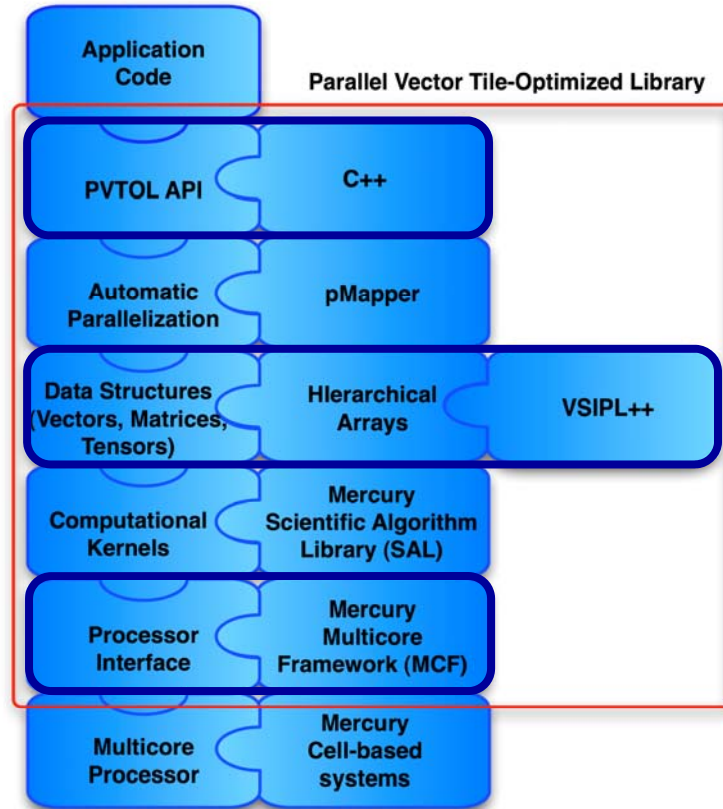 Application
Code
Parallel Vector Tile-Optimized Library
PVTOL API
C++
Automatic
Parallelization
pMapper
Data Structures
(Vectors, Matrices,
Tensors)
HIerarchical
Arrays
VSIPL++
Computational
Kernels
Mercury
Scientific Algorithm
Library (SAL)
Processor
Interface
Mercury
Multicore
Framework (MCF)
Multicore
Processor
Mercury
Cell-based
systems